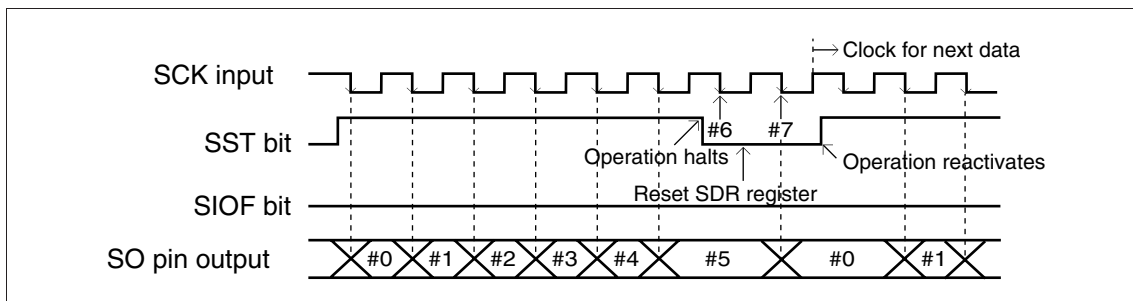 Clock for next data
SCK input
#6 #7
SST bit
Operation halts
Operation reactivates
Reset SDR register
SIOF bit
SO pin output #0 #1 #2 #3 #4 #5 #0 #1